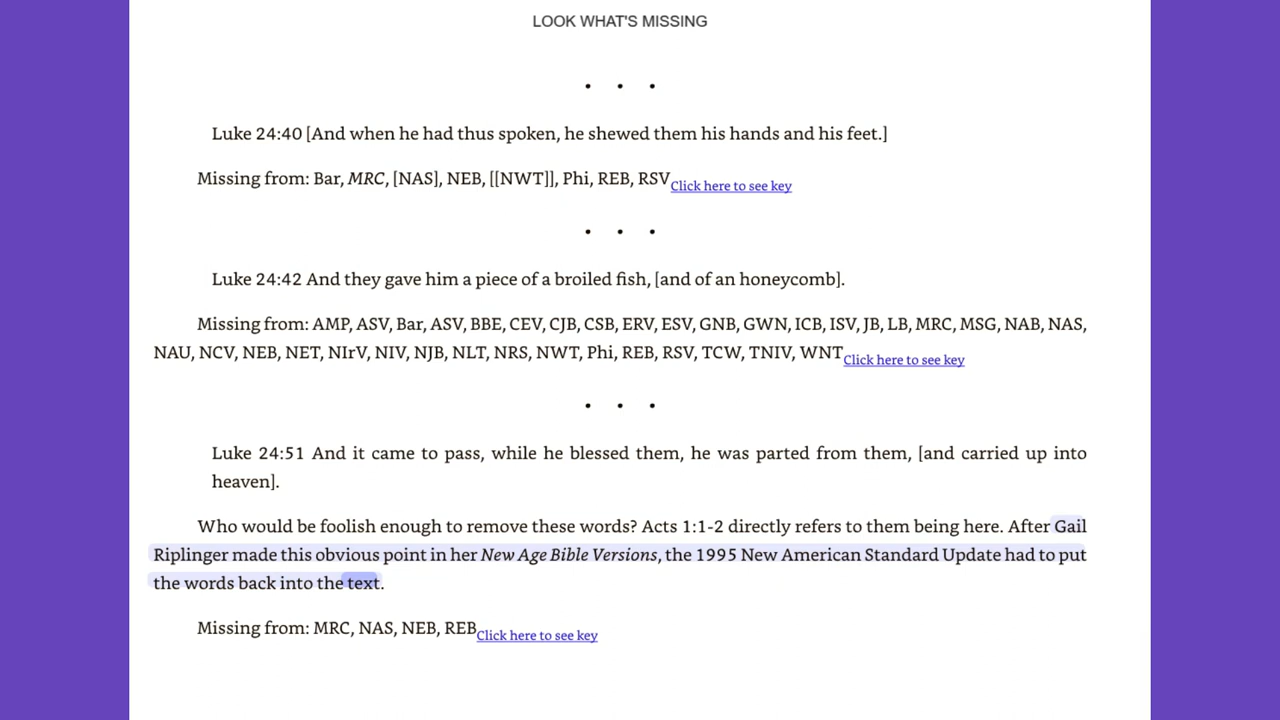 LOOK WHAT'S MISSING
• • •
Luke 24:40 [And when he had thus spoken, he shewed them his hands and his feet.]
Missing from: Bar, MRC, [NAS], NEB, [[NWT]], Phi, REB, RSV Click here to see key
• • •
Luke 24:42 And they gave him a piece of a broiled fish, [and of an honeycomb].
Missing from: AMP, ASV, Bar, ASV, BBE, CEV, CJB, CSB, ERV, ESV, GNB, GWN, ICB, ISV, JB, LB, MRC, MSG, NAB, NAS,
NAU, NCV, NEB, NET, NIrV, NIV, NJB, NLT, NRS, NWT, Phi, REB, RSV, TCW, TNIV, WNT Click here to see key
• • •
Luke 24:51 And it came to pass, while he blessed them, he was parted from them, [and carried up into
heaven].
Who would be foolish enough to remove these words? Acts 1:1-2 directly refers to them being here. After Gail
Riplinger made this obvious point in her New Age Bible Versions, the 1995 New American Standard Update had to put
the words back into the text.
Missing from: MRC, NAS, NEB, REB Click here to see key